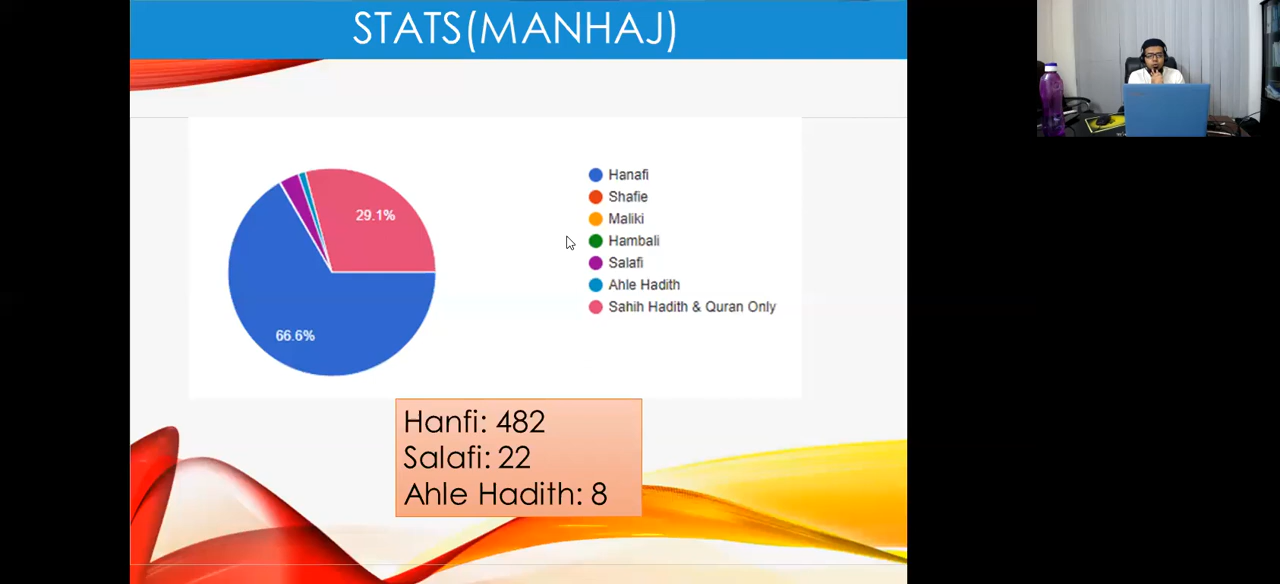 STATS(MANHAJ)
29.1%
66.6%
Hanafi
Shafie
Maliki
Hambali
Salafi
Ahle Hadith
Sahih Hadith & Quran Only
Hanfi: 482
Salafi: 22
Ahle Hadith: 8